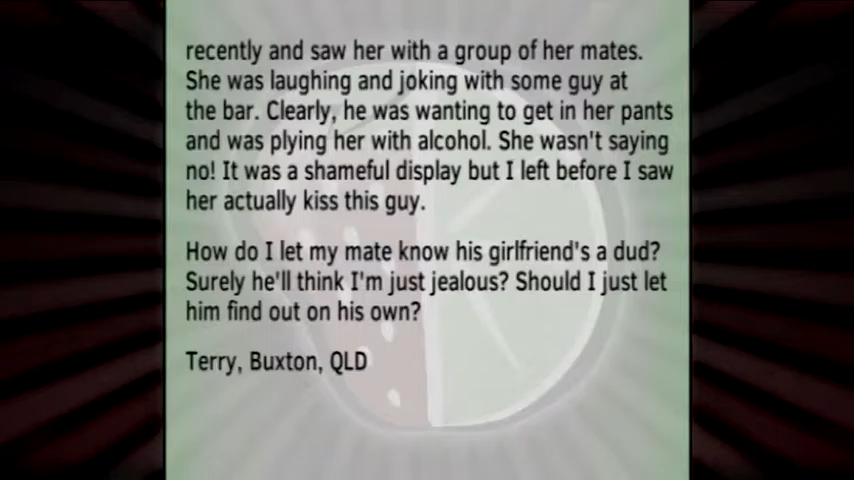 recently and saw her with a group of her mates.
She was laughing and joking with some guy at
the bar. Clearly, he was wanting to get in her pants
and was plying her with alcohol. She wasn't saying
no! It was a shameful display but I left before I saw
her actually kiss this guy.
How do I let my mate know his girlfriend's a dud?
Surely he'll think I'm just jealous? Should I just let
him find out on his own?
Terry, Buxton, QLD